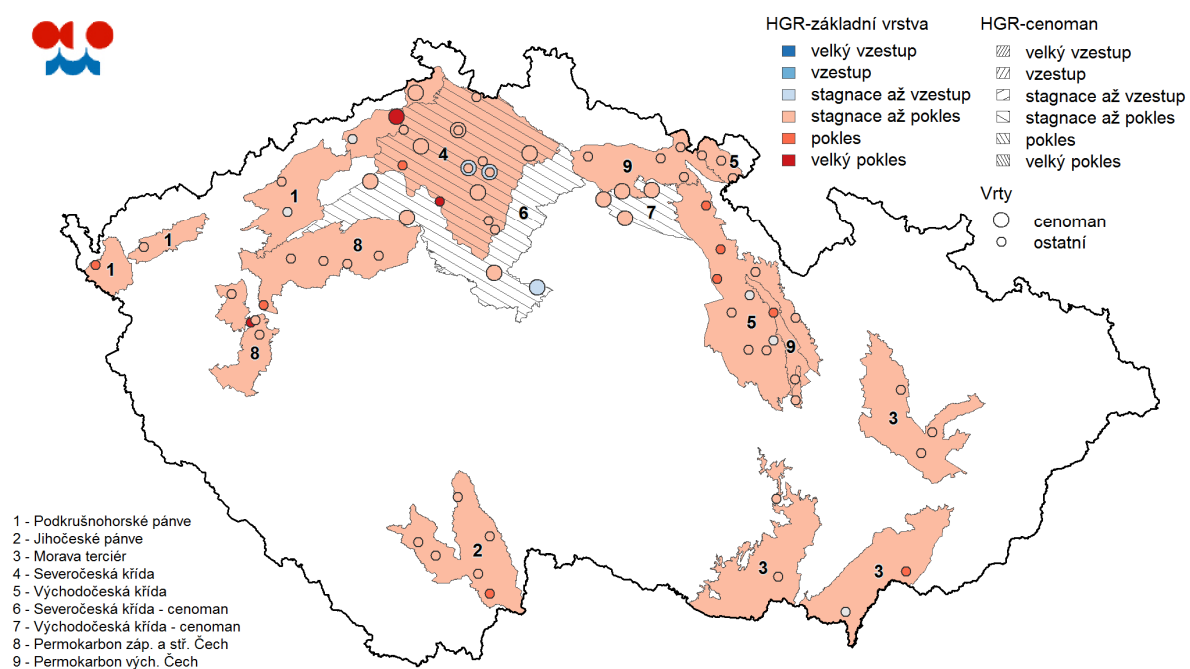 HGR-základní vrstva
velký vzestup
vzestup
stagnace až vzestup
stagnace až pokles
pokles
velký pokles
HGR-cenoman
velký vzestup
vzestup
stagnace až vzestup
stagnace až pokles
pokles
velký pokles
Vrty
cenoman
ostatní
4
9
5
1
6
7
1
8
1
5
9
8
3
2
3
3
1 - Podkrušnohorské pánve
2 - Jihočeské pánve
3 - Morava terciér
4 - Severočeská křída
5 - Východočeská křída
6 - Severočeská křída - cenoman
7 - Východočeská křída - cenoman
8 - Permokarbon záp. a stř. Čech
9 - Permokarbon vých. Čech